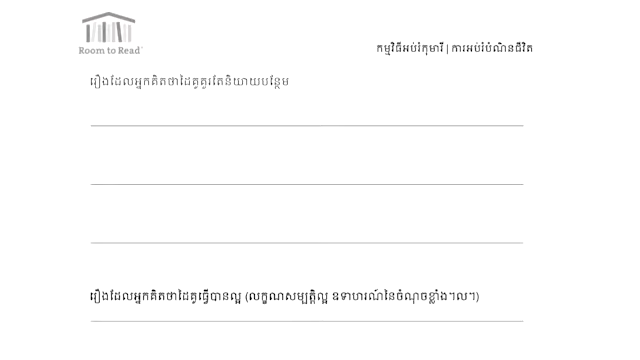 Room to Read
កម្មវិធីអប់រំកុមារី | ការអប់រំបំណិនជីវិត
រឿងដែលអ្នកគិតថាដៃគូគួរតែនិយាយបន្ថែម
រឿងដែលអ្នកគិតថាដៃគូធ្វើបានល្អ (លក្ខណសម្បត្តិល្អ ឧទាហរណ៍នៃចំណុចខ្លាំង។ល។)